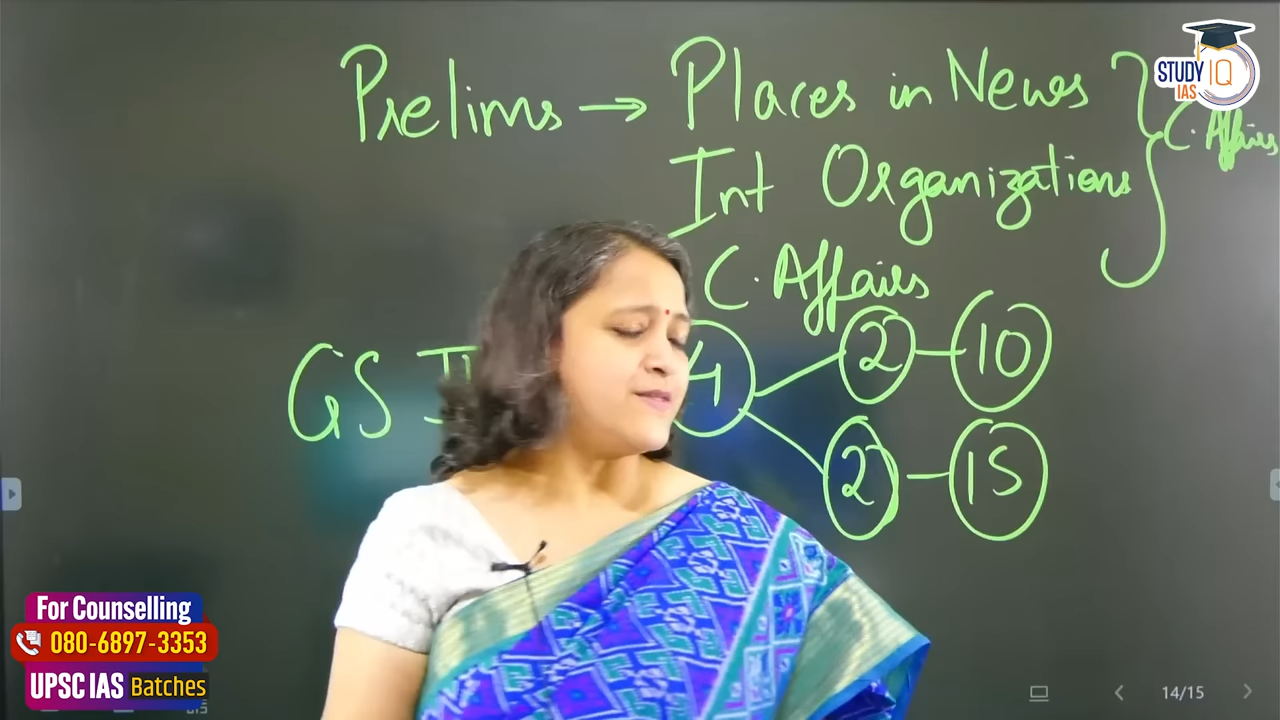 Prelims → Places in News
Int Organizations
C. Affairs
C. Affairs
GS II
4
2 – 10
2 – 15
STUDY IQ
IAS
For Counselling
080-6897-3353
UPSC IAS Batches
14/15